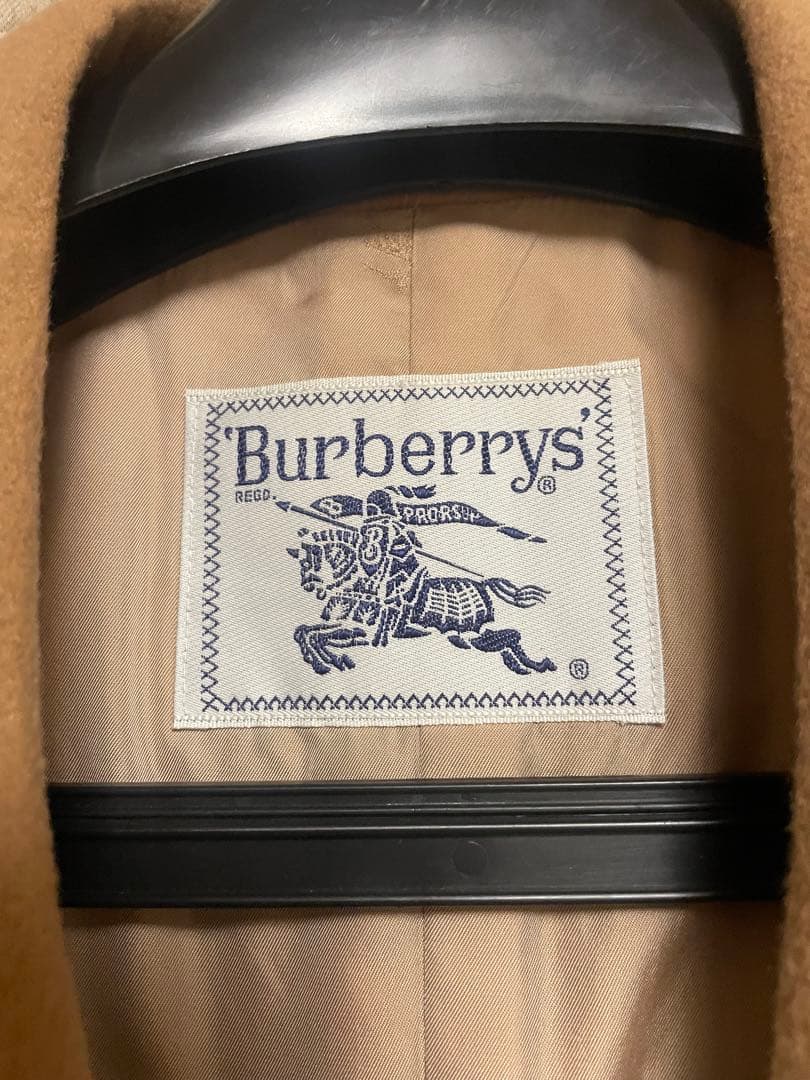 'Burberrys'
REGD. ®
PRORSUM
®